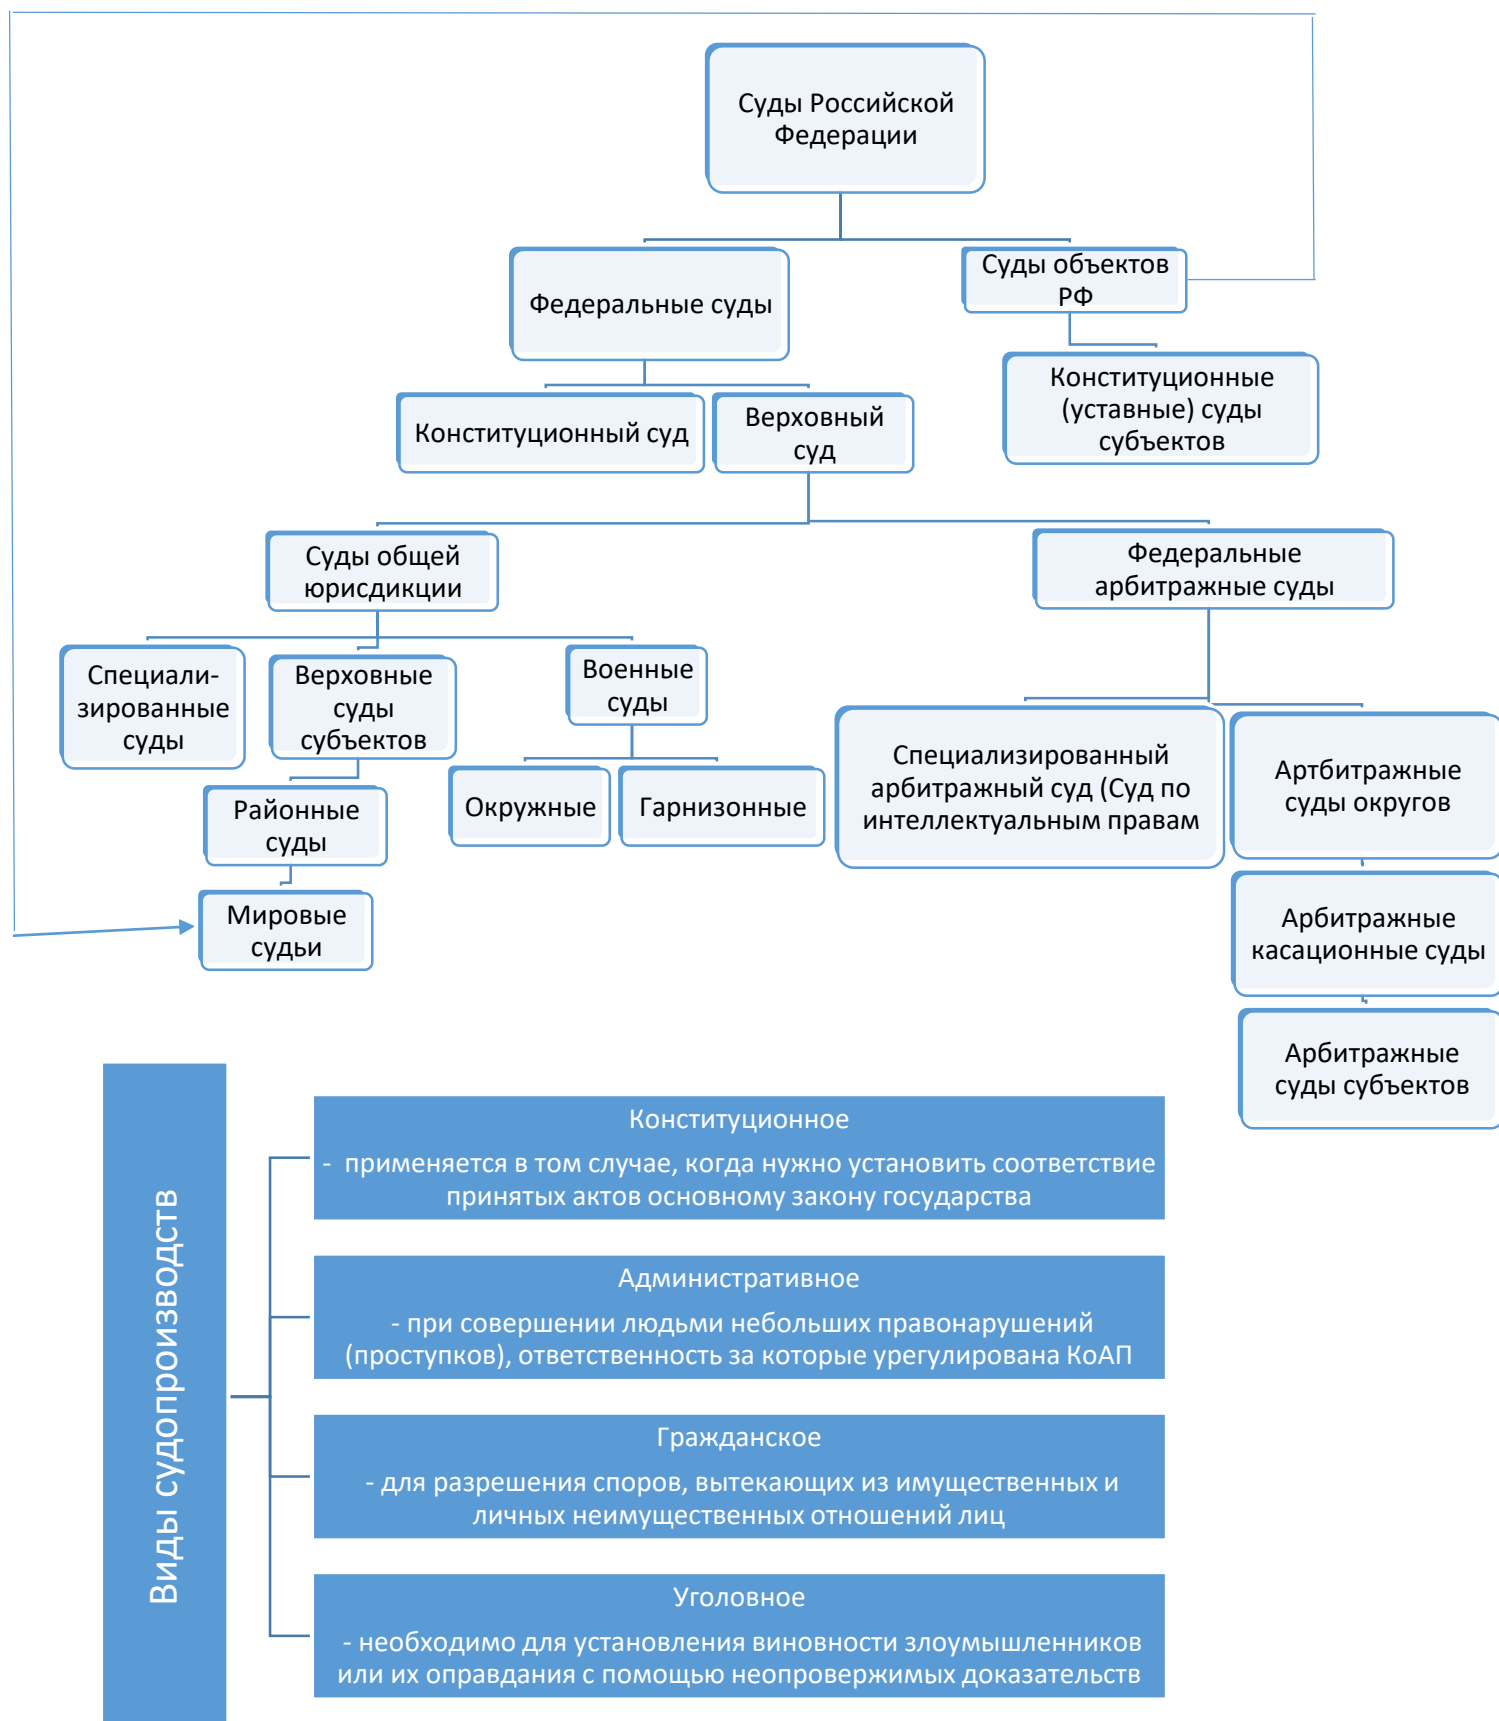 Суды Российской
Федерации
Федеральные суды
Суды объектов
РФ
Конституционный суд
Верховный
суд
Конституционные
(уставные) суды
субъектов
Суды общей
юрисдикции
Федеральные
арбитражные суды
Специали-
зированные
суды
Верховные
суды
субъектов
Военные
суды
Районные
суды
Мировые
судьи
Окружные
Гарнизонные
Специализированный
арбитражный суд (Суд по
интеллектуальным правам
Артбитражные
суды округов
Арбитражные
касационные суды
Арбитражные
суды субъектов
Виды судопроизводств
Конституционное
- применяется в том случае, когда нужно установить соответствие
принятых актов основному закону государства
Административное
- при совершении людьми небольших правонарушений
(проступков), ответственность за которые урегулирована КоАП
Гражданское
- для разрешения споров, вытекающих из имущественных и
личных неимущественных отношений лиц
Уголовное
- необходимо для установления виновности злоумышленников
или их оправдания с помощью неопровержимых доказательств